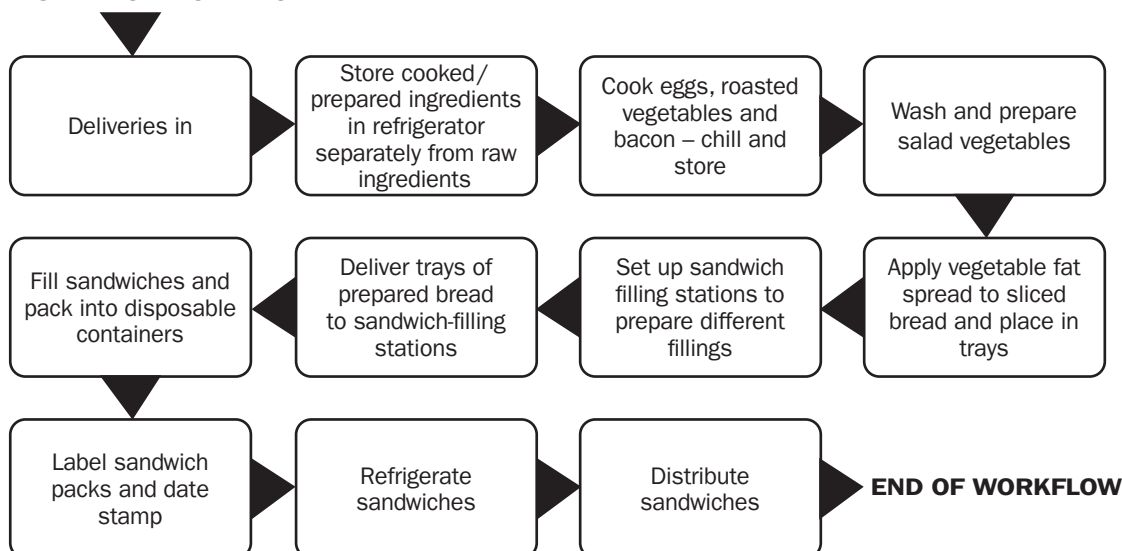 Deliveries in
Store cooked/
prepared ingredients
in refrigerator
separately from raw
ingredients
Cook eggs, roasted
vegetables and
bacon – chill and
store
Wash and prepare
salad vegetables
Fill sandwiches and
pack into disposable
containers
Deliver trays of
prepared bread
to sandwich-filling
stations
Set up sandwich
filling stations to
prepare different
fillings
Apply vegetable fat
spread to sliced
bread and place in
trays
Label sandwich
packs and date
stamp
Refrigerate
sandwiches
Distribute
sandwiches
END OF WORKFLOW